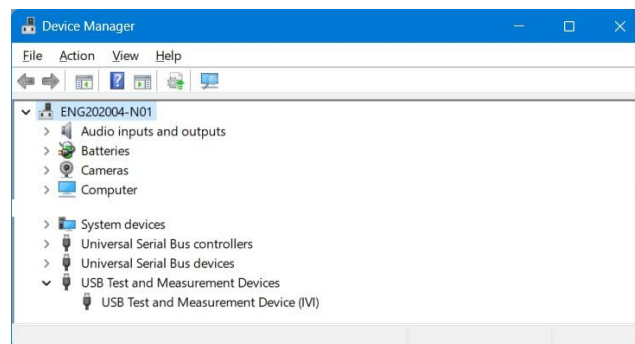 Device Manager
File Action View Help
ENG202004-N01
Audio inputs and outputs
Batteries
Cameras
Computer
System devices
Universal Serial Bus controllers
Universal Serial Bus devices
USB Test and Measurement Devices
USB Test and Measurement Device (IVI)